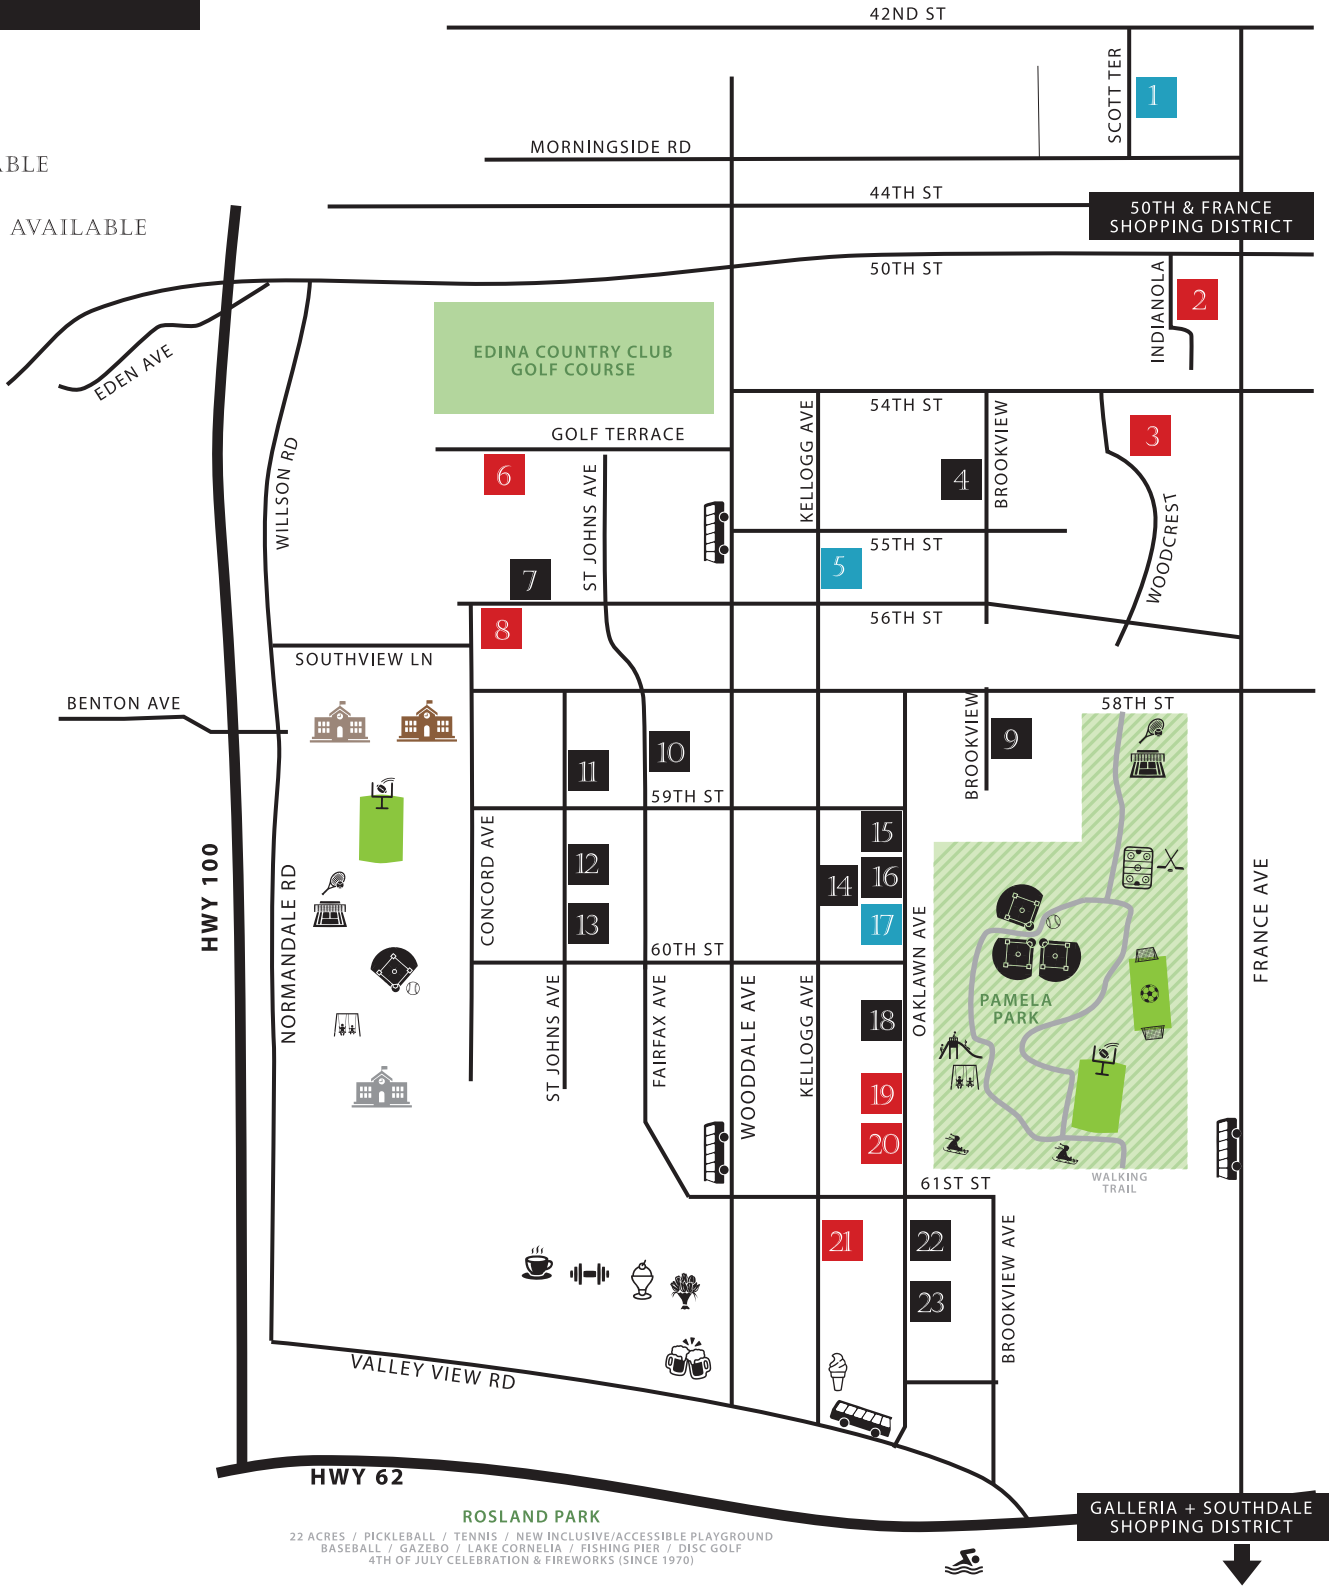 42ND ST
SCOTT TER
1
MORNINGSIDE RD
ABLE
44TH ST
50TH & FRANCE
SHOPPING DISTRICT
AVAILABLE
50TH ST
INDIANOLA
2
EDEN AVE
EDINA COUNTRY CLUB
GOLF COURSE
54TH ST
KELLOGG AVE
BROOKVIEW
3
GOLF TERRACE
WILLSON RD
6
ST JOHNS AVE
4
WOODCREST
55TH ST
7
5
8
56TH ST
SOUTHVIEW LN
BENTON AVE
58TH ST
BROOKVIEW
9
10
11
59TH ST
HWY 100
NORMANDALE RD
CONCORD AVE
12
13
14
15
16
17
OAKLAWN AVE
FRANCE AVE
60TH ST
PAMELA
PARK
ST JOHNS AVE
FAIRFAX AVE
WOODDALE AVE
KELLOGG AVE
18
19
20
WALKING
TRAIL
61ST ST
21
22
23
BROOKVIEW AVE
VALLEY VIEW RD
HWY 62
GALLERIA + SOUTHDALE
SHOPPING DISTRICT
ROSLAND PARK
22 ACRES / PICKLEBALL / TENNIS / NEW INCLUSIVE/ACCESSIBLE PLAYGROUND
BASEBALL / GAZEBO / LAKE CORNELIA / FISHING PIER / DISC GOLF
4TH OF JULY CELEBRATION & FIREWORKS (SINCE 1970)